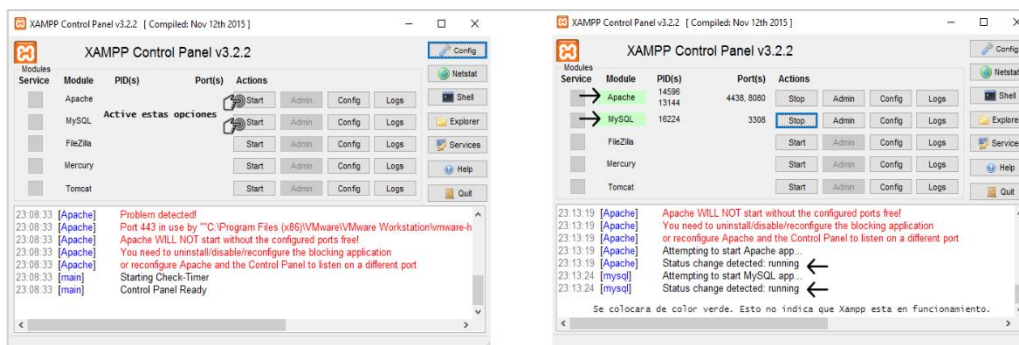 XAMPP Control Panel v3.2.2 [ Compiled: Nov 12th 2015 ]
XAMPP Control Panel v3.2.2
Config
Modules
Service Module PID(s) Port(s) Actions
Netstat
Apache Start Admin Config Logs
Shell
Active estas opciones
MySQL Start Admin Config Logs
Explorer
FileZilla Start Admin Config Logs
Services
Mercury Start Admin Config Logs
Help
Tomcat Start Admin Config Logs
Quit
23:08:33 [Apache] Problem detected!
23:08:33 [Apache] Port 443 in use by ""C:\Program Files (x86)\VMware\VMware Workstation\vmware-h
23:08:33 [Apache] Apache WILL NOT start without the configured ports free!
23:08:33 [Apache] You need to uninstall/disable/reconfigure the blocking application
23:08:33 [Apache] or reconfigure Apache and the Control Panel to listen on a different port
23:08:33 [main] Starting Check-Timer
23:08:33 [main] Control Panel Ready
XAMPP Control Panel v3.2.2 [ Compiled: Nov 12th 2015 ]
XAMPP Control Panel v3.2.2
Config
Modules
Service Module PID(s) Port(s) Actions
Netstat
Apache 14596 13144 4438, 8080 Stop Admin Config Logs
Shell
MySQL 16224 3308 Stop Admin Config Logs
Explore
FileZilla Start Admin Config Logs
Service
Mercury Start Admin Config Logs
Help
Tomcat Start Admin Config Logs
Quit
23:13:19 [Apache] Apache WILL NOT start without the configured ports free!
23:13:19 [Apache] You need to uninstall/disable/reconfigure the blocking application
23:13:19 [Apache] or reconfigure Apache and the Control Panel to listen on a different port
23:13:19 [Apache] Attempting to start Apache app...
23:13:19 [Apache] Status change detected: running
23:13:24 [mysql] Attempting to start MySQL app...
23:13:24 [mysql] Status change detected: running
Se colocara de color verde. Esto no indica que Xampp esta en funcionamiento.